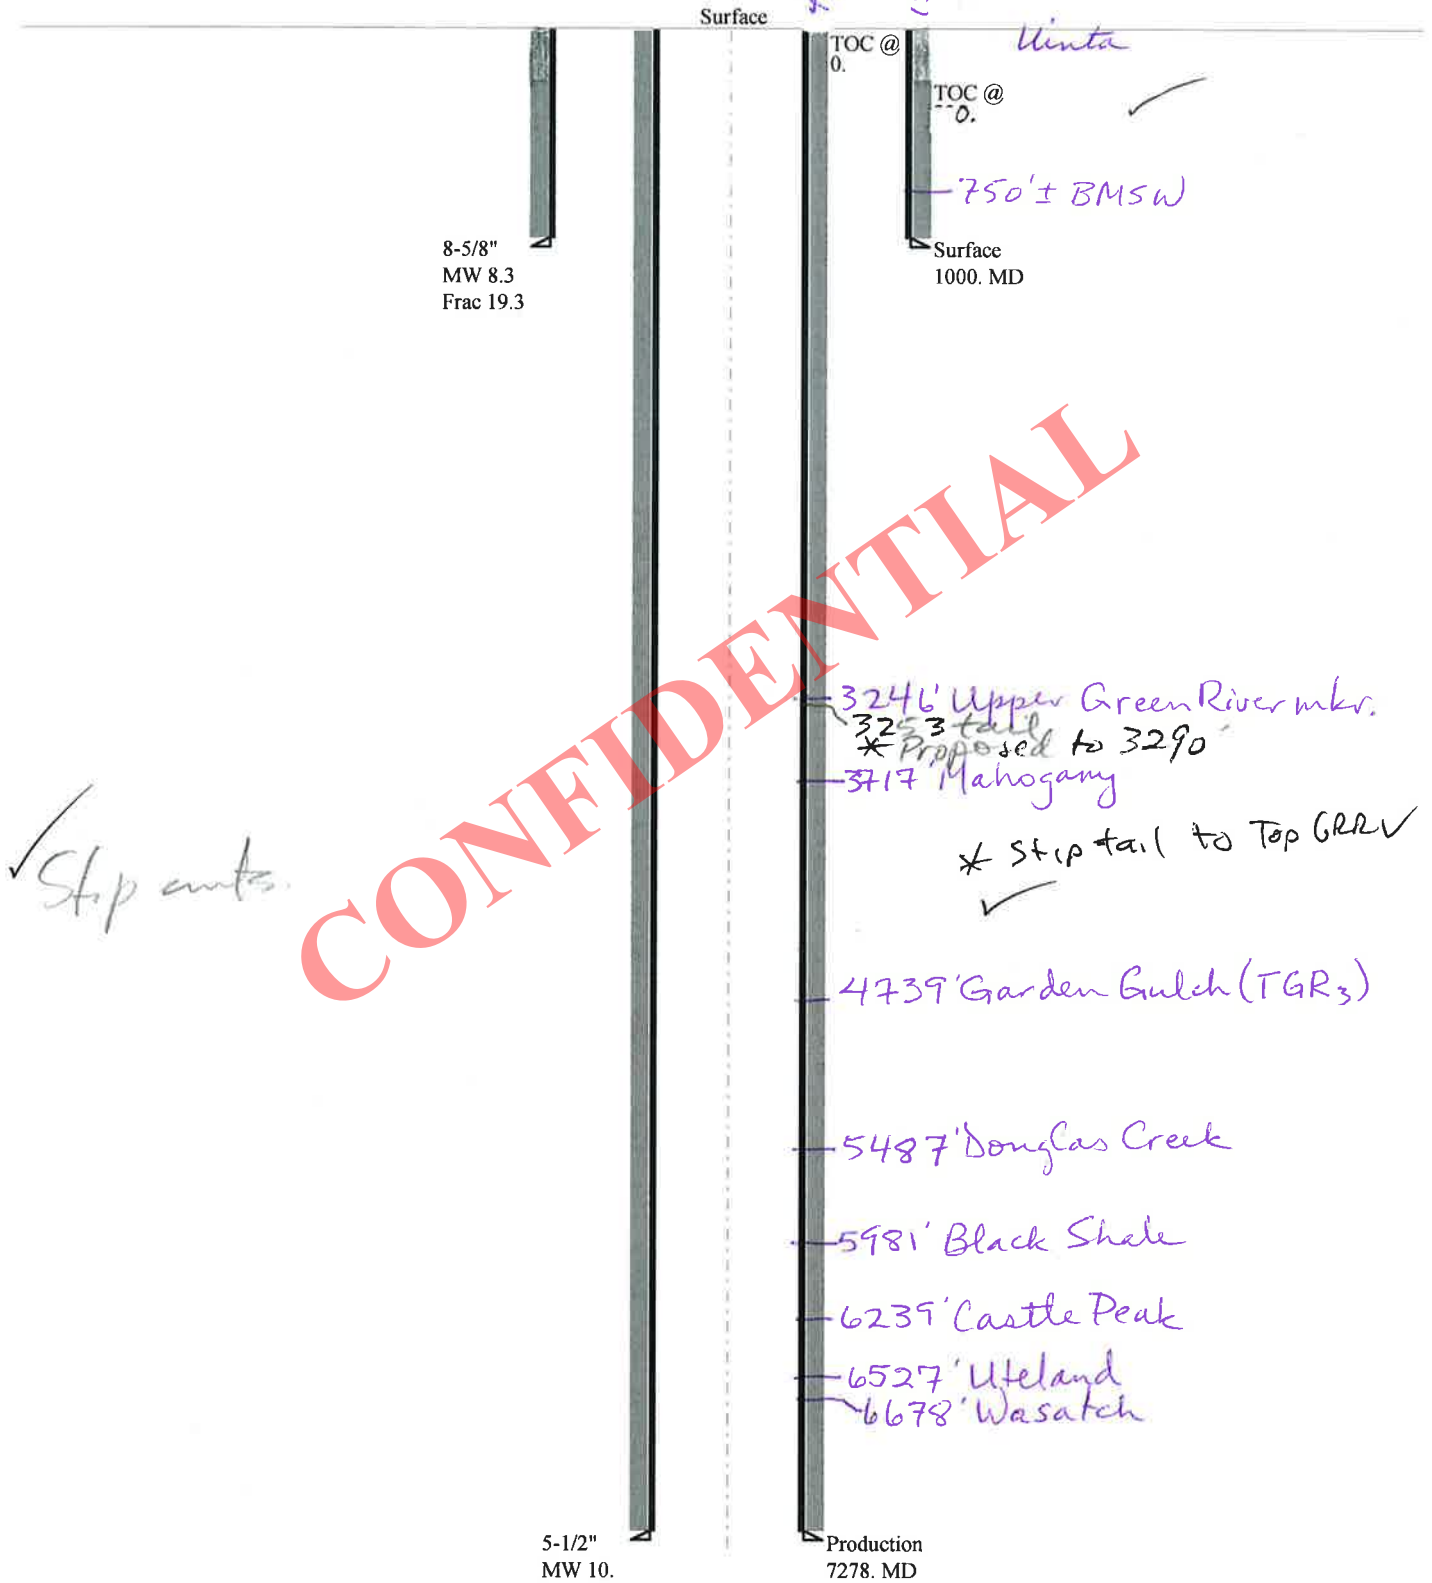 Surface
TOC @
0.
Uinta
TOC @
0.
750'± BMSW
8-5/8"
MW 8.3
Frac 19.3
Surface
1000. MD
CONFIDENTIAL
3246' Upper Green River mkr.
3253 tail
* Proposed to 3290'
3717' Mahogany
* Stip tail to Top GRRV
✓ Stip cmts.
✓
4739' Garden Gulch (TGR3)
5487' Douglas Creek
5981' Black Shale
6239' Castle Peak
6527' Uteland
6678' Wasatch
5-1/2"
MW 10.
Production
7278. MD